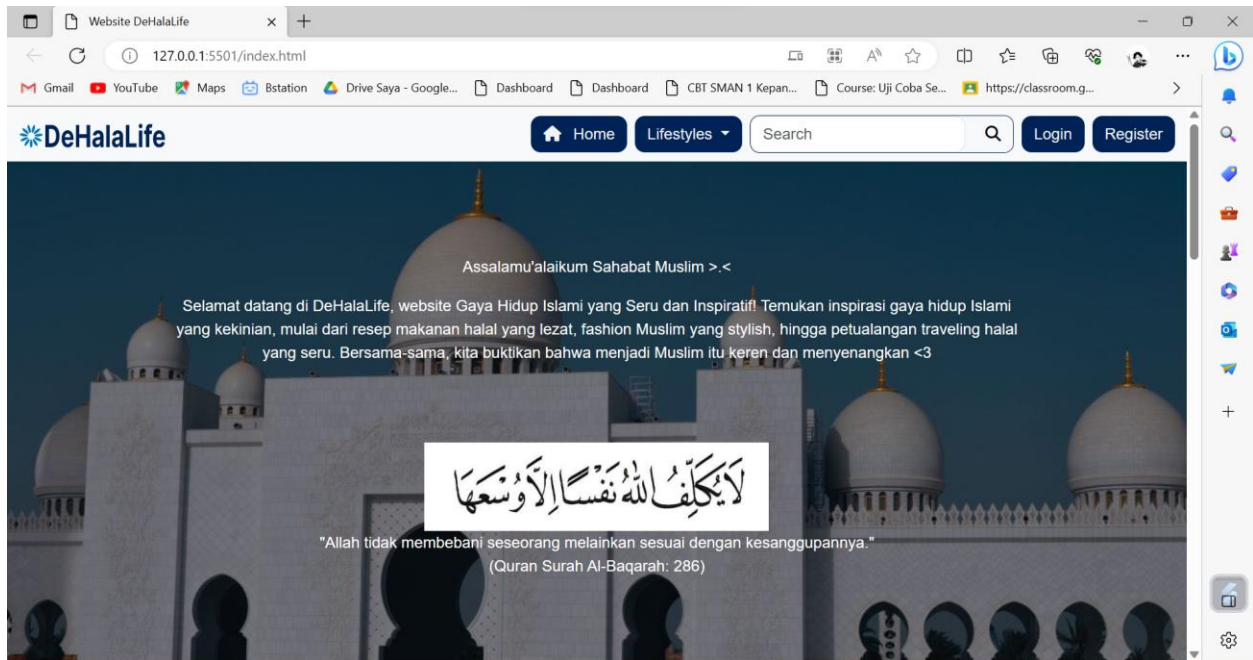 Website DeHalaLife
127.0.0.1:5501/index.html
Gmail YouTube Maps Bstation Drive Saya - Google... Dashboard Dashboard CBT SMAN 1 Kepan... Course: Uji Coba Se... https://classroom.g...
DeHalaLife Home Lifestyles Search Login Register
Assalamu'alaikum Sahabat Muslim >.<
Selamat datang di DeHalaLife, website Gaya Hidup Islami yang Seru dan Inspiratif! Temukan inspirasi gaya hidup Islami
yang kekinian, mulai dari resep makanan halal yang lezat, fashion Muslim yang stylish, hingga petualangan traveling halal
yang seru. Bersama-sama, kita buktikan bahwa menjadi Muslim itu keren dan menyenangkan <3
لَا يُكَلِّفُ اللهُ نَفْسًا اِلَّا وُسْعَهَا
"Allah tidak membebani seseorang melainkan sesuai dengan kesanggupannya."
(Quran Surah Al-Baqarah: 286)